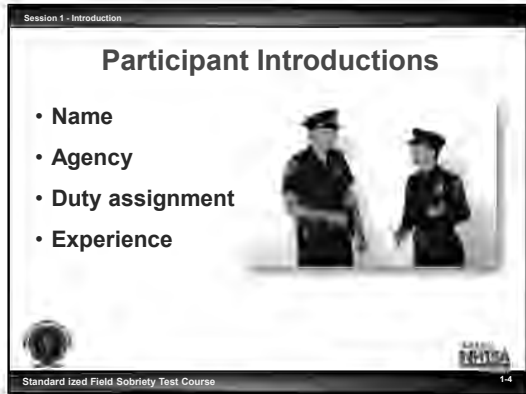 Session 1 - Introduction
Participant Introductions
• Name
• Agency
• Duty assignment
• Experience
NHTSA
Standard ized Field Sobriety Test Course
1-4